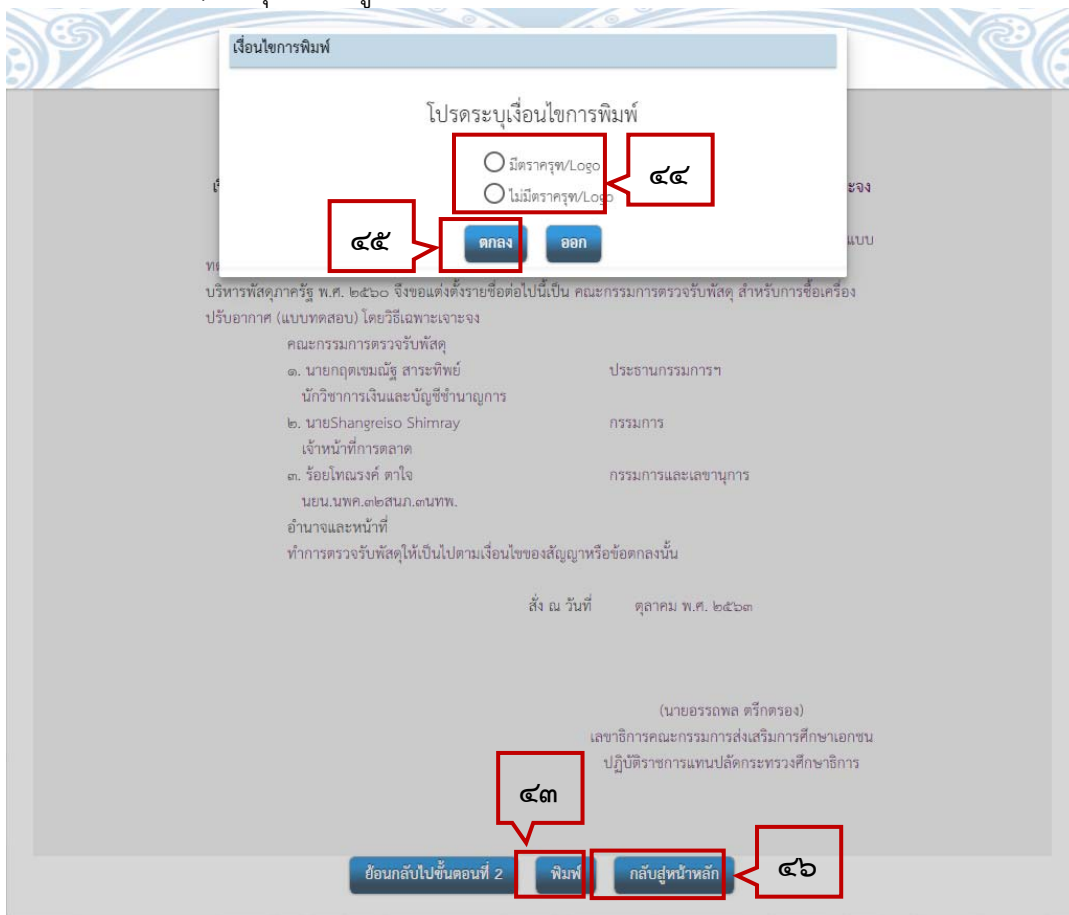 เงื่อนไขการพิมพ์
โปรดระบุเงื่อนไขการพิมพ์
มีตราครุฑ/Logo
ไม่มีตราครุฑ/Logo
๔๔
๔๕
ตกลง ออก
ะจง
แบบ
บริหารพัสดุภาครัฐ พ.ศ. ๒๕๖๐ จึงขอแต่งตั้งรายชื่อต่อไปนี้เป็น คณะกรรมการตรวจรับพัสดุ สำหรับการซื้อเครื่อง
ปรับอากาศ (แบบทดสอบ) โดยวิธีเฉพาะเจาะจง
คณะกรรมการตรวจรับพัสดุ
๑. นายกฤตเขมณัฐ สาระทิพย์ ประธานกรรมการฯ
นักวิชาการเงินและบัญชีชำนาญการ
๒. นายShangreiso Shimray กรรมการ
เจ้าหน้าที่การตลาด
๓. ร้อยโทณรงค์ ตาใจ กรรมการและเลขานุการ
นยน.นพค.๓๒สนภ.๓นทพ.
อำนาจและหน้าที่
ทำการตรวจรับพัสดุให้เป็นไปตามเงื่อนไขของสัญญาหรือข้อตกลงนั้น
สั่ง ณ วันที่ ตุลาคม พ.ศ. ๒๕๖๓
(นายอรรถพล ตรึกตรอง)
เลขาธิการคณะกรรมการส่งเสริมการศึกษาเอกชน
ปฏิบัติราชการแทนปลัดกระทรวงศึกษาธิการ
๔๓
ย้อนกลับไปขั้นตอนที่ 2 พิมพ์ กลับสู่หน้าหลัก
๔๖